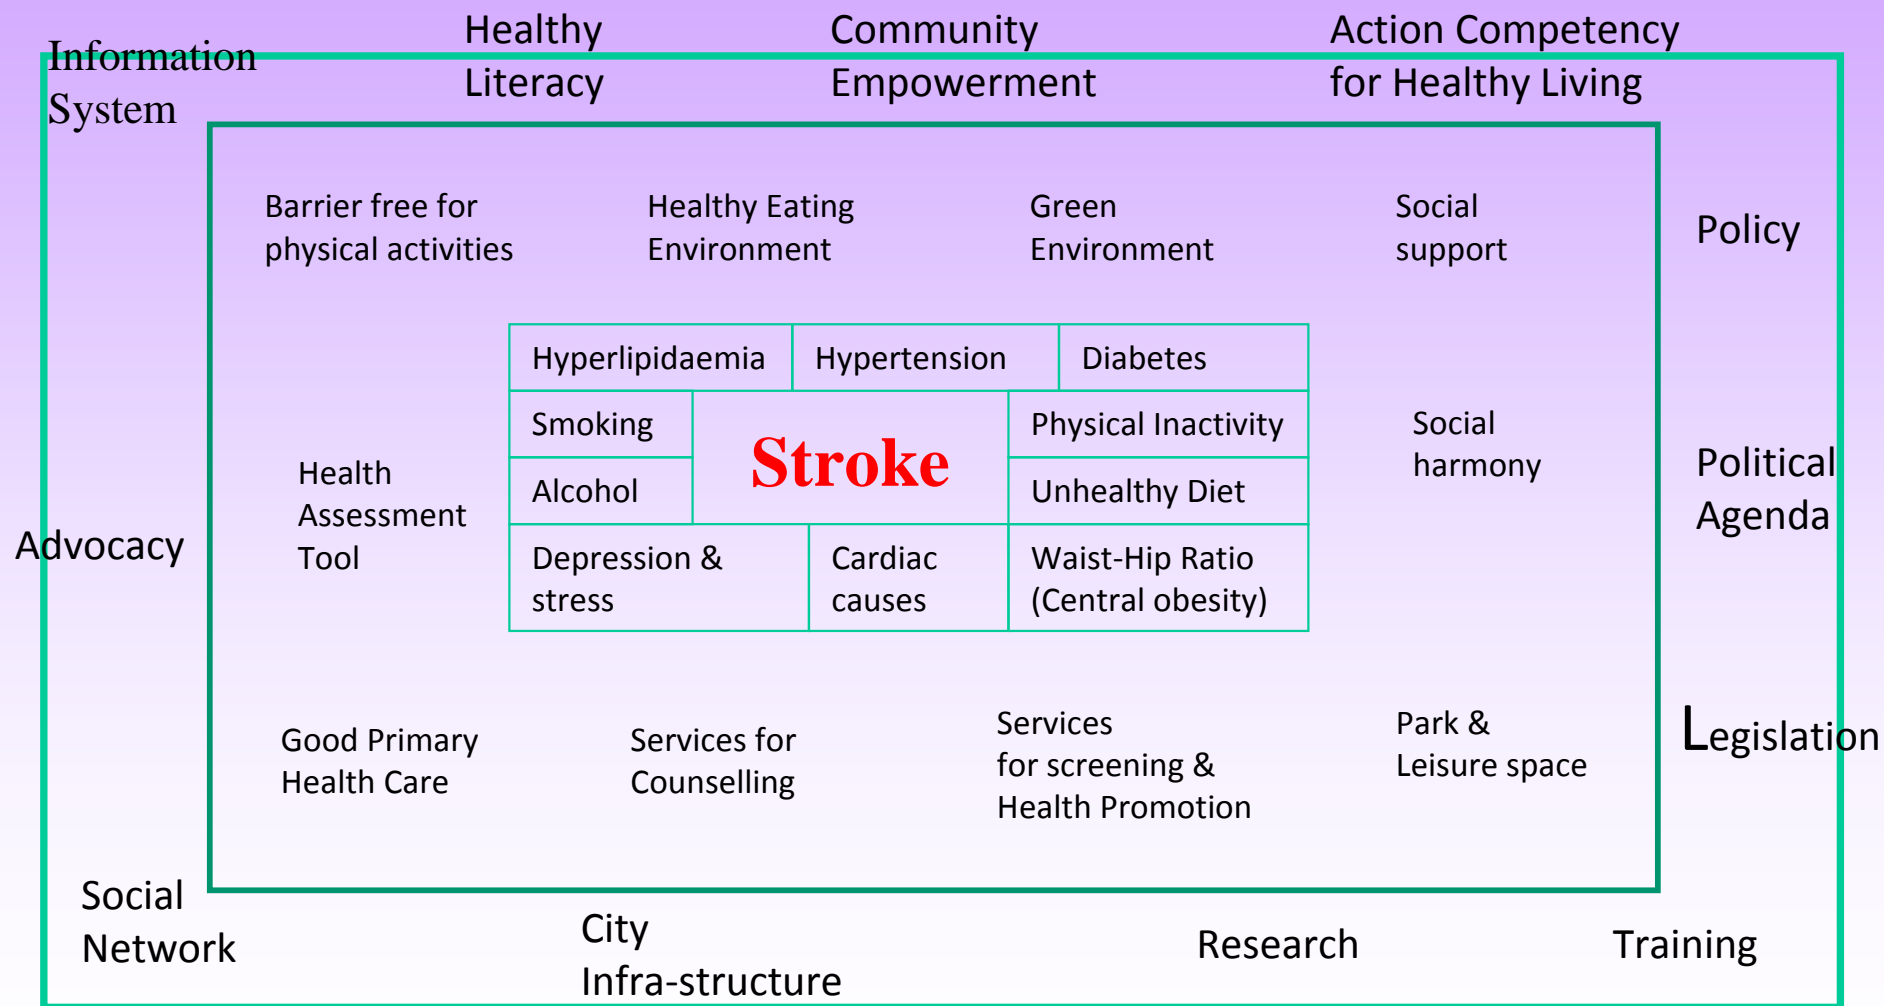 Information
System
Healthy
Literacy
Community
Empowerment
Action Competency
for Healthy Living
Barrier free for
physical activities
Healthy Eating
Environment
Green
Environment
Social
support
Policy
Hyperlipidaemia
Hypertension
Diabetes
Smoking
Stroke
Physical Inactivity
Alcohol
Unhealthy Diet
Depression &
stress
Cardiac
causes
Waist-Hip Ratio
(Central obesity)
Health
Assessment
Tool
Social
harmony
Advocacy
Political
Agenda
Good Primary
Health Care
Services for
Counselling
Services
for screening &
Health Promotion
Park &
Leisure space
Legislation
Social
Network
City
Infra-structure
Research
Training